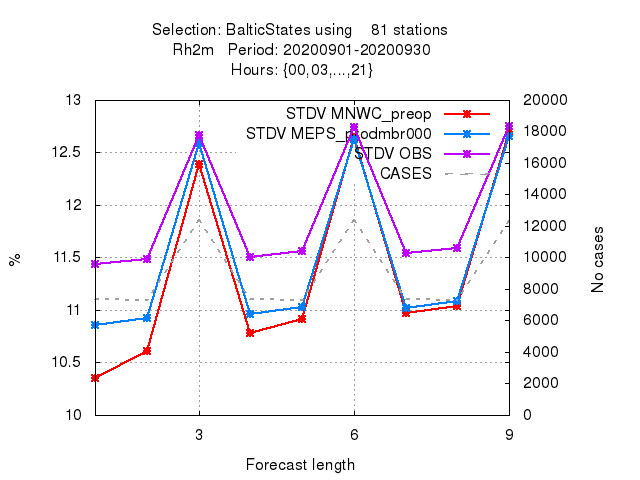 Selection: BalticStates using 81 stations
Rh2m Period: 20200901-20200930
Hours: {00,03,...,21}
13 20000
STDV MNWC_preop
18000
STDV MEPS_prodmbr000
12.5 STDV OBS
16000
CASES
14000
12
12000
% No cases
11.5 10000
8000
11
6000
10.5
4000
2000
10 0
3 6 9
Forecast length